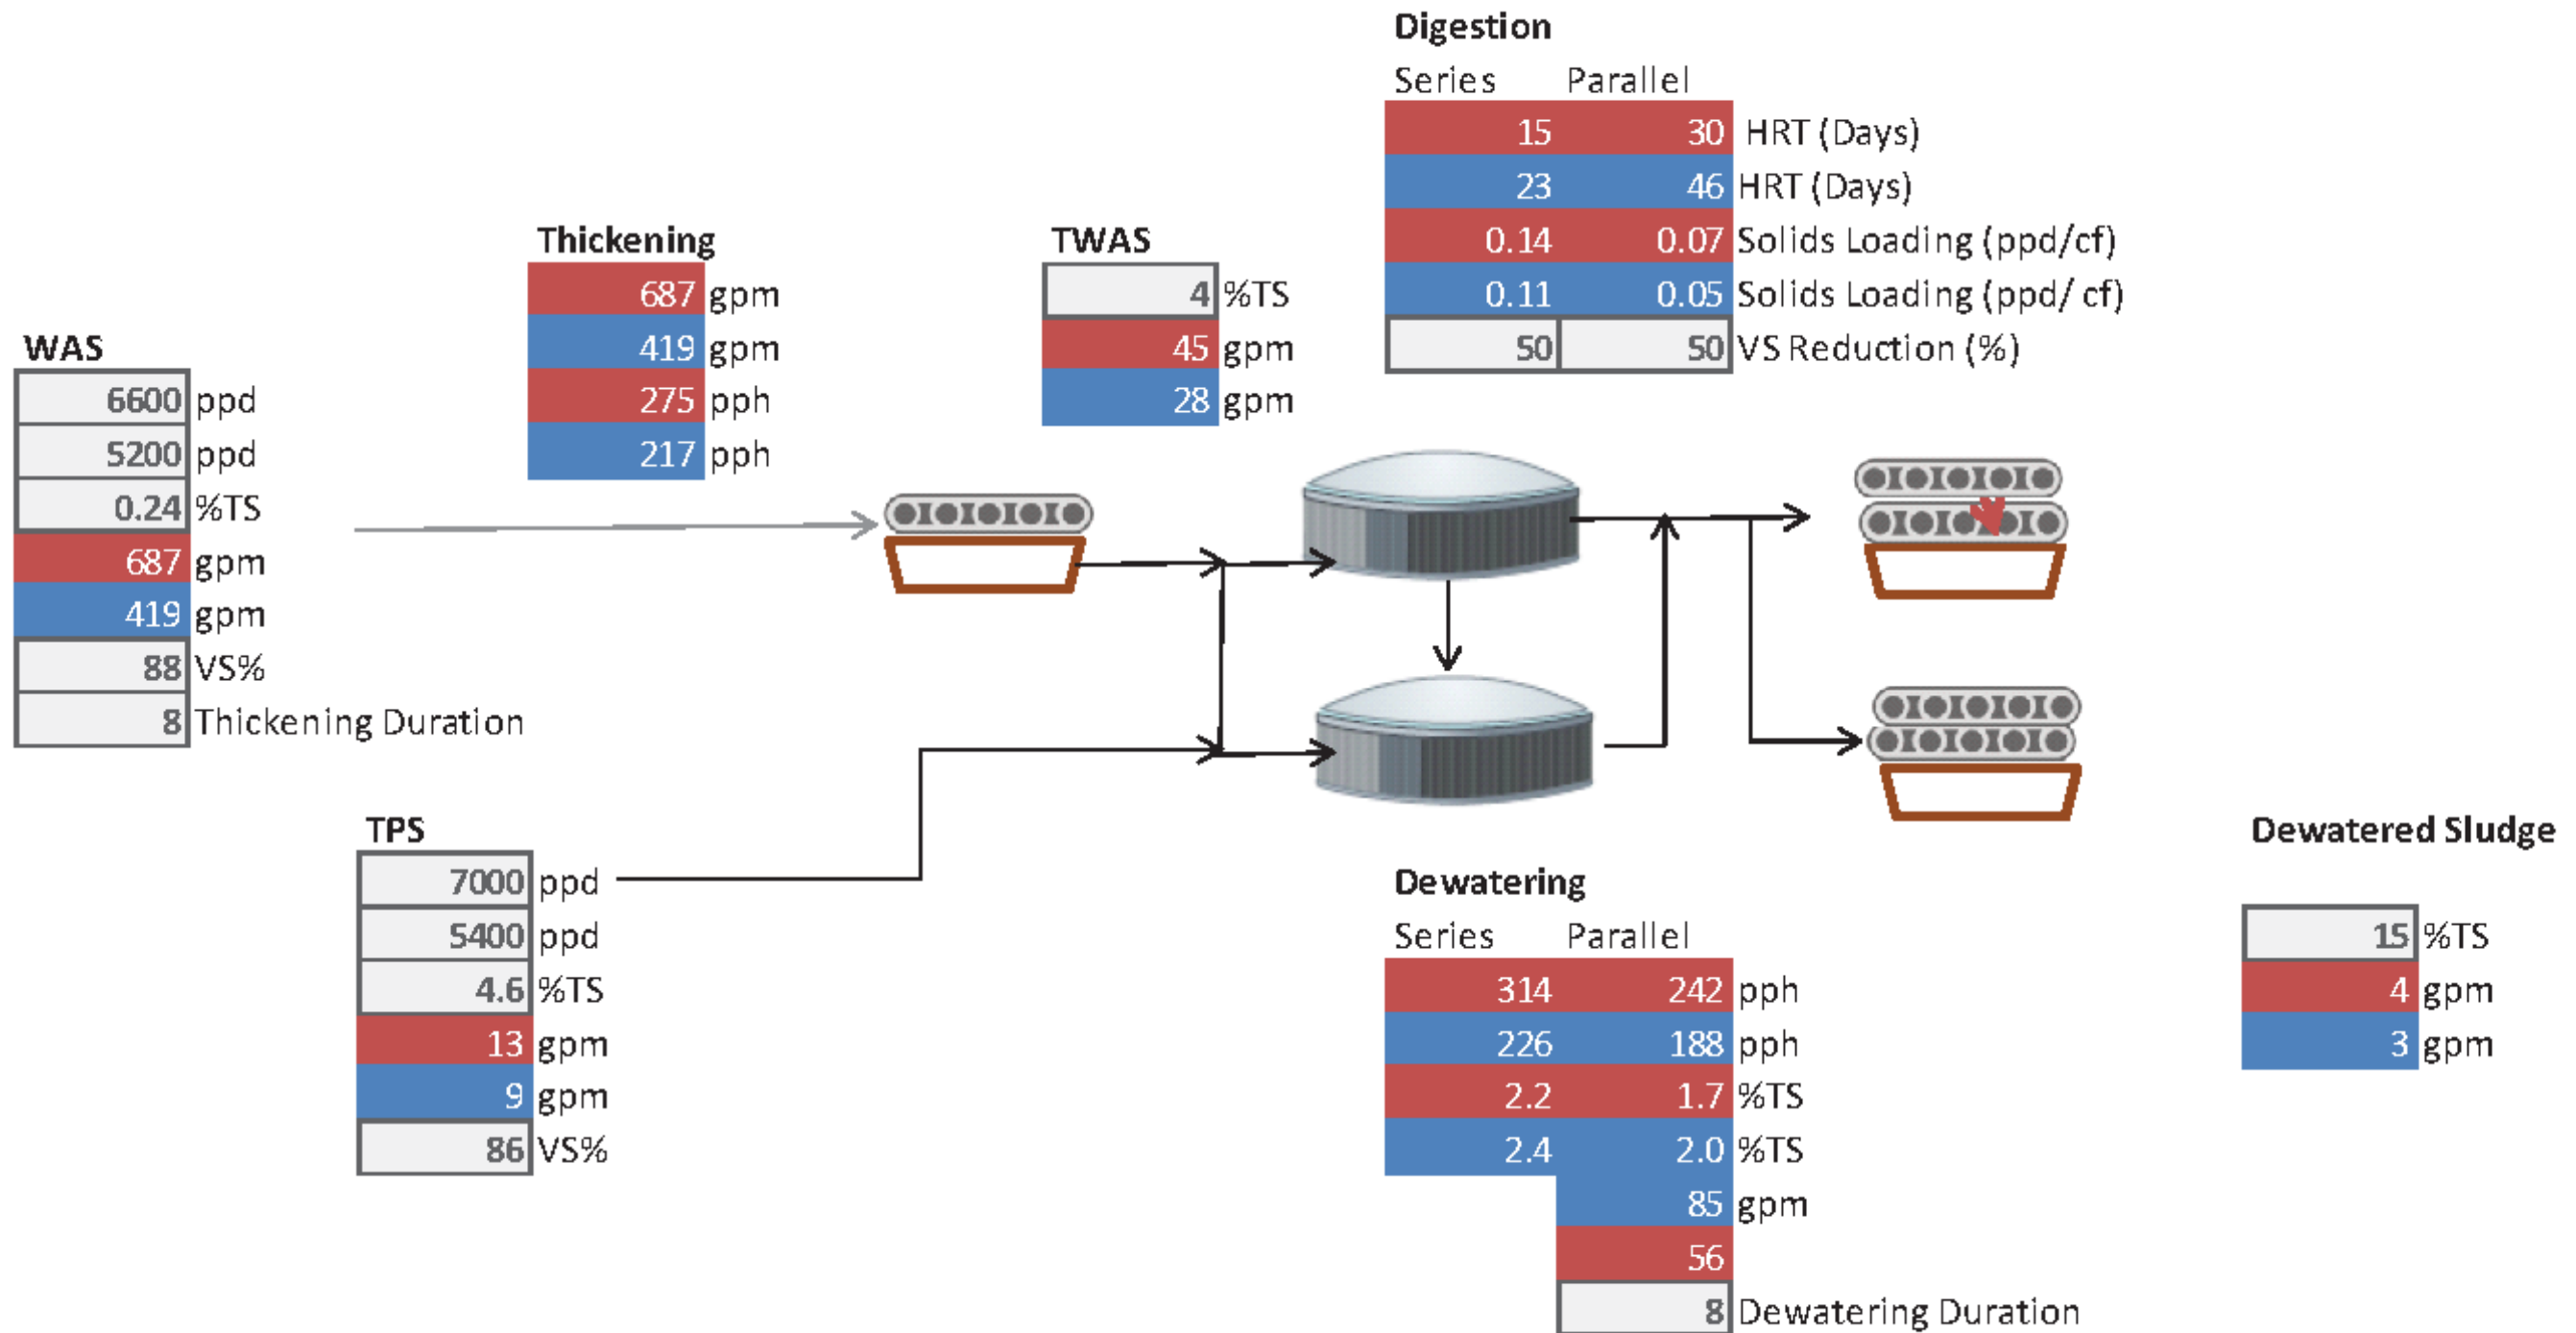 Digestion
Series Parallel
15 30 HRT (Days)
23 46 HRT (Days)
0.14 0.07 Solids Loading (ppd/cf)
0.11 0.05 Solids Loading (ppd/ cf)
50 50 VS Reduction (%)
Thickening
687 gpm
419 gpm
275 pph
217 pph
TWAS
4 %TS
45 gpm
28 gpm
WAS
6600 ppd
5200 ppd
0.24 %TS
687 gpm
419 gpm
88 VS%
8 Thickening Duration
TPS
7000 ppd
5400 ppd
4.6 %TS
13 gpm
9 gpm
86 VS%
Dewatering
Series Parallel
314 242 pph
226 188 pph
2.2 1.7 %TS
2.4 2.0 %TS
85 gpm
56
8 Dewatering Duration
Dewatered Sludge
15 %TS
4 gpm
3 gpm